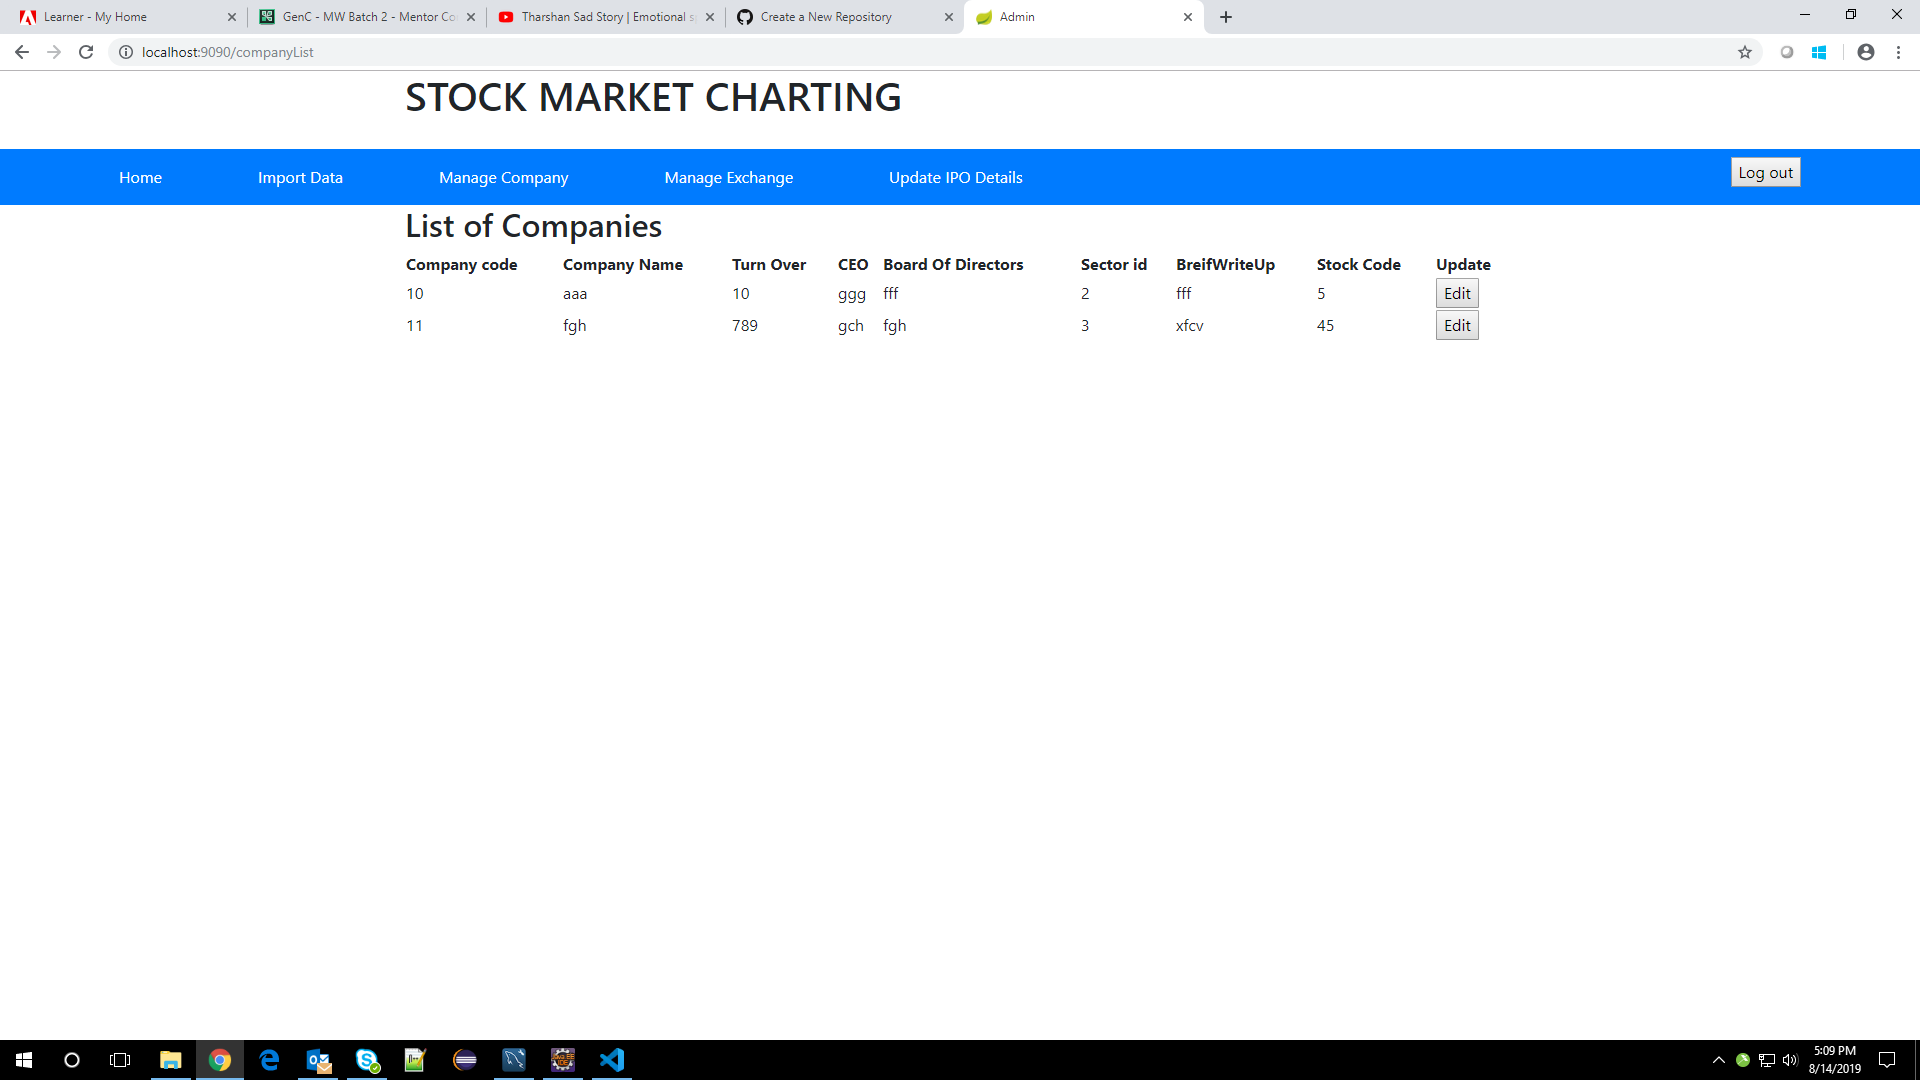 Learner - My Home
GenC - MW Batch 2 - Mentor Co
Tharshan Sad Story | Emotional s
Create a New Repository
Admin
localhost:9090/companyList
STOCK MARKET CHARTING
Home Import Data Manage Company Manage Exchange Update IPO Details Log out
List of Companies
Company code Company Name Turn Over CEO Board Of Directors Sector id BreifWriteUp Stock Code Update
10 aaa 10 ggg fff 2 fff 5 Edit
11 fgh 789 gch fgh 3 xfcv 45 Edit
5:09 PM
8/14/2019